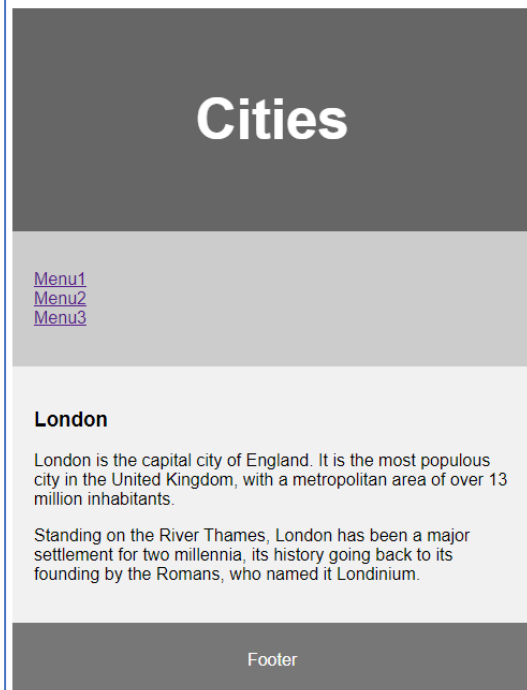 Cities
Menu1
Menu2
Menu3
London
London is the capital city of England. It is the most populous
city in the United Kingdom, with a metropolitan area of over 13
million inhabitants.
Standing on the River Thames, London has been a major
settlement for two millennia, its history going back to its
founding by the Romans, who named it Londinium.
Footer